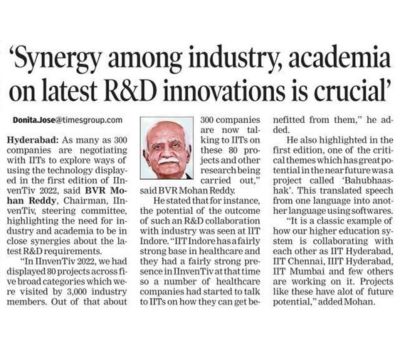 ‘Synergy among industry, academia
on latest R&D innovations is crucial’
Donita.Jose@timesgroup.com
Hyderabad: As many as 300
companies are negotiating
with IITs to explore ways of
using the technology display-
ed in the first edition of IIn-
venTiv 2022, said BVR Mo-
han Reddy, Chairman, IIn-
venTiv, steering committee,
highlighting the need for in-
dustry and academia to be in
close synergies about the la-
test R&D requirements.
“In IInvenTiv 2022, we had
displayed 80 projects across fi-
ve broad categories which we-
re visited by 3,000 industry
members. Out of that about
300 companies
are now tal-
king to IITs on
these 80 pro-
jects and other
research being
carried out,”
said BVR Mohan Reddy.
He stated that for instance,
the potential of the outcome
of such an R&D collaboration
with industry was seen at IIT
Indore. “IIT Indore has a fairly
strong base in healthcare and
they had a fairly strong pre-
sence in IInvenTiv at that time
so a number of healthcare
companies had started to talk
to IITs on how they can get be-
nefitted from them,” he ad-
ded.
He also highlighted in the
first edition, one of the criti-
cal themes which has great po-
tential in the near future was a
project called ‘Bahubhaas-
hak’. This translated speech
from one language into anot-
her language using softwares.
“It is a classic example of
how our higher education sy-
stem is collaborating with
each other as IIT Hyderabad,
IIT Chennai, IIIT Hyderabad,
IIT Mumbai and few others
are working on it. Projects
like these have alot of future
potential,” added Mohan.